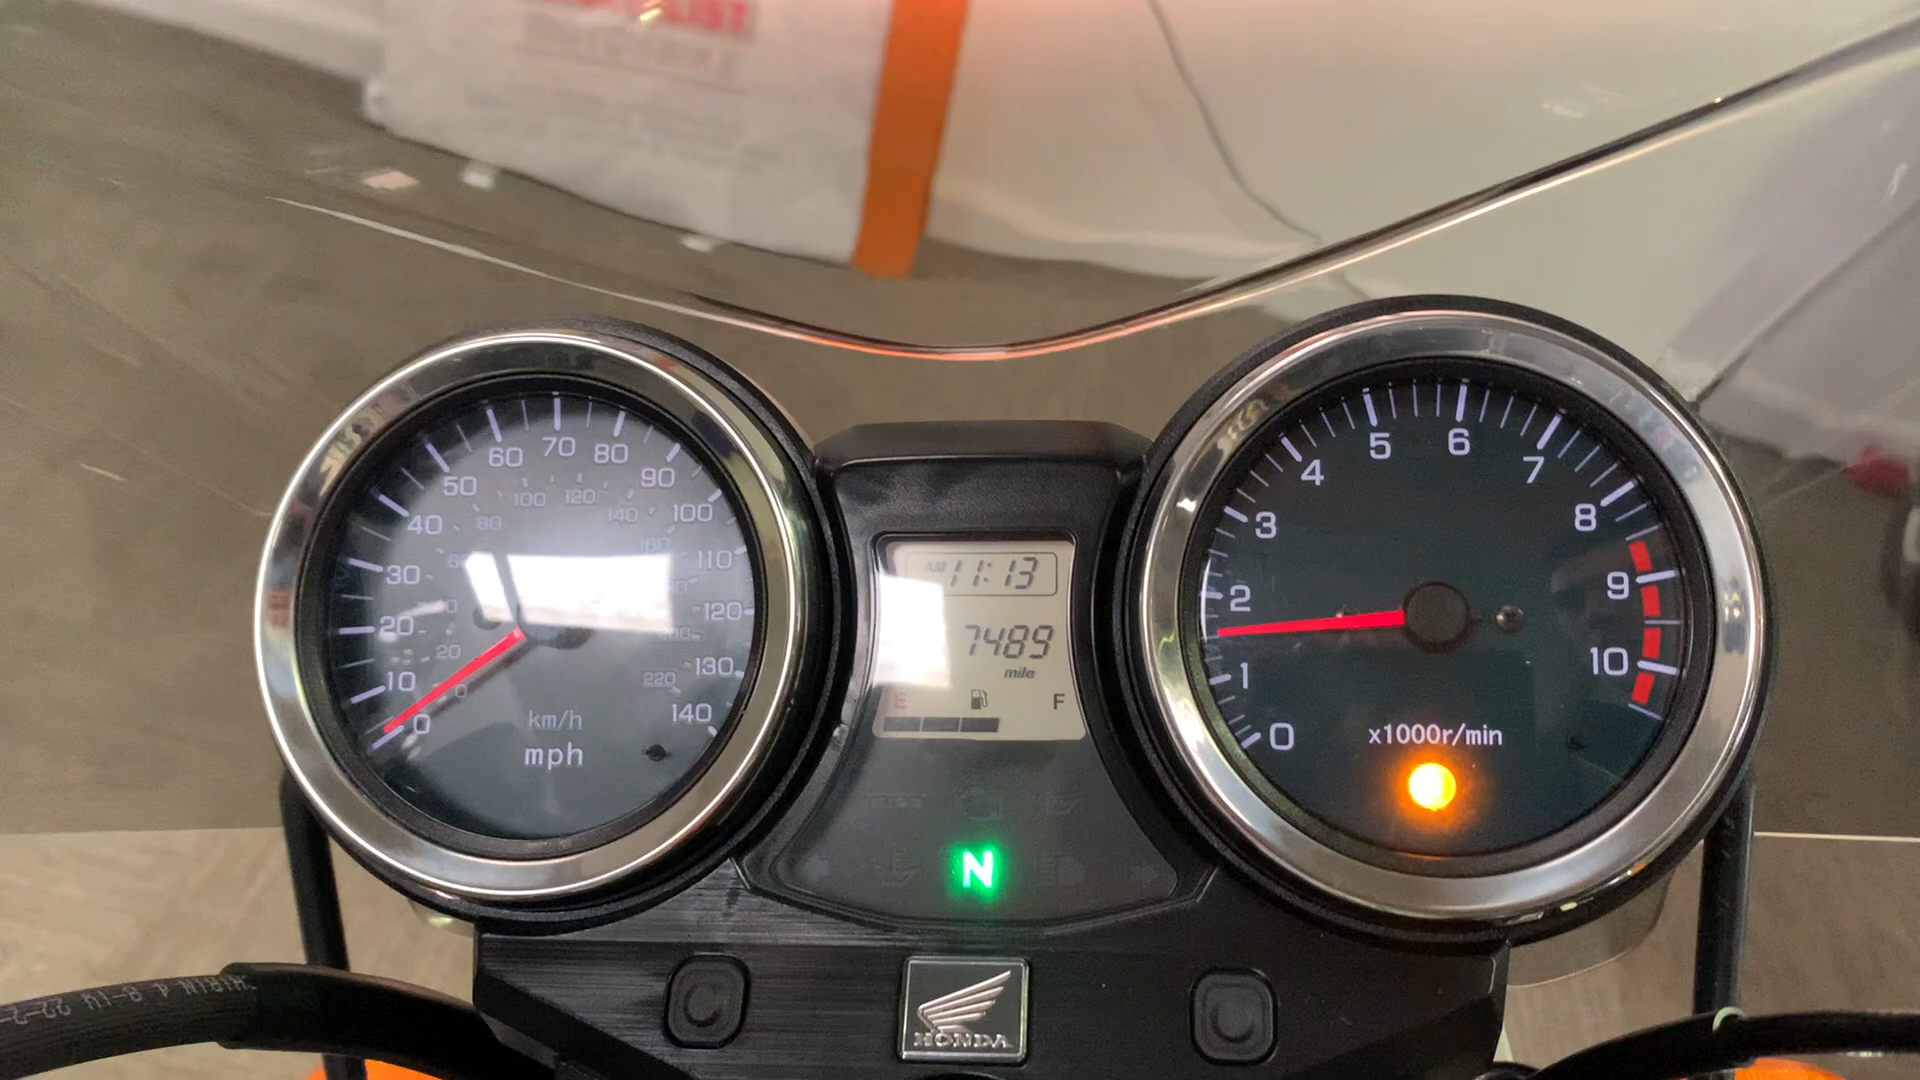 LIST
60 70 80
50 90
40 100
30 110
20 120
10 130
0 140
80 100 120 140
160
20
0
220
km/h
mph
AM 11:13
7489
mile
E F
N
5 6
4 7
3 8
2 9
1 10
0
x1000r/min
HONDA